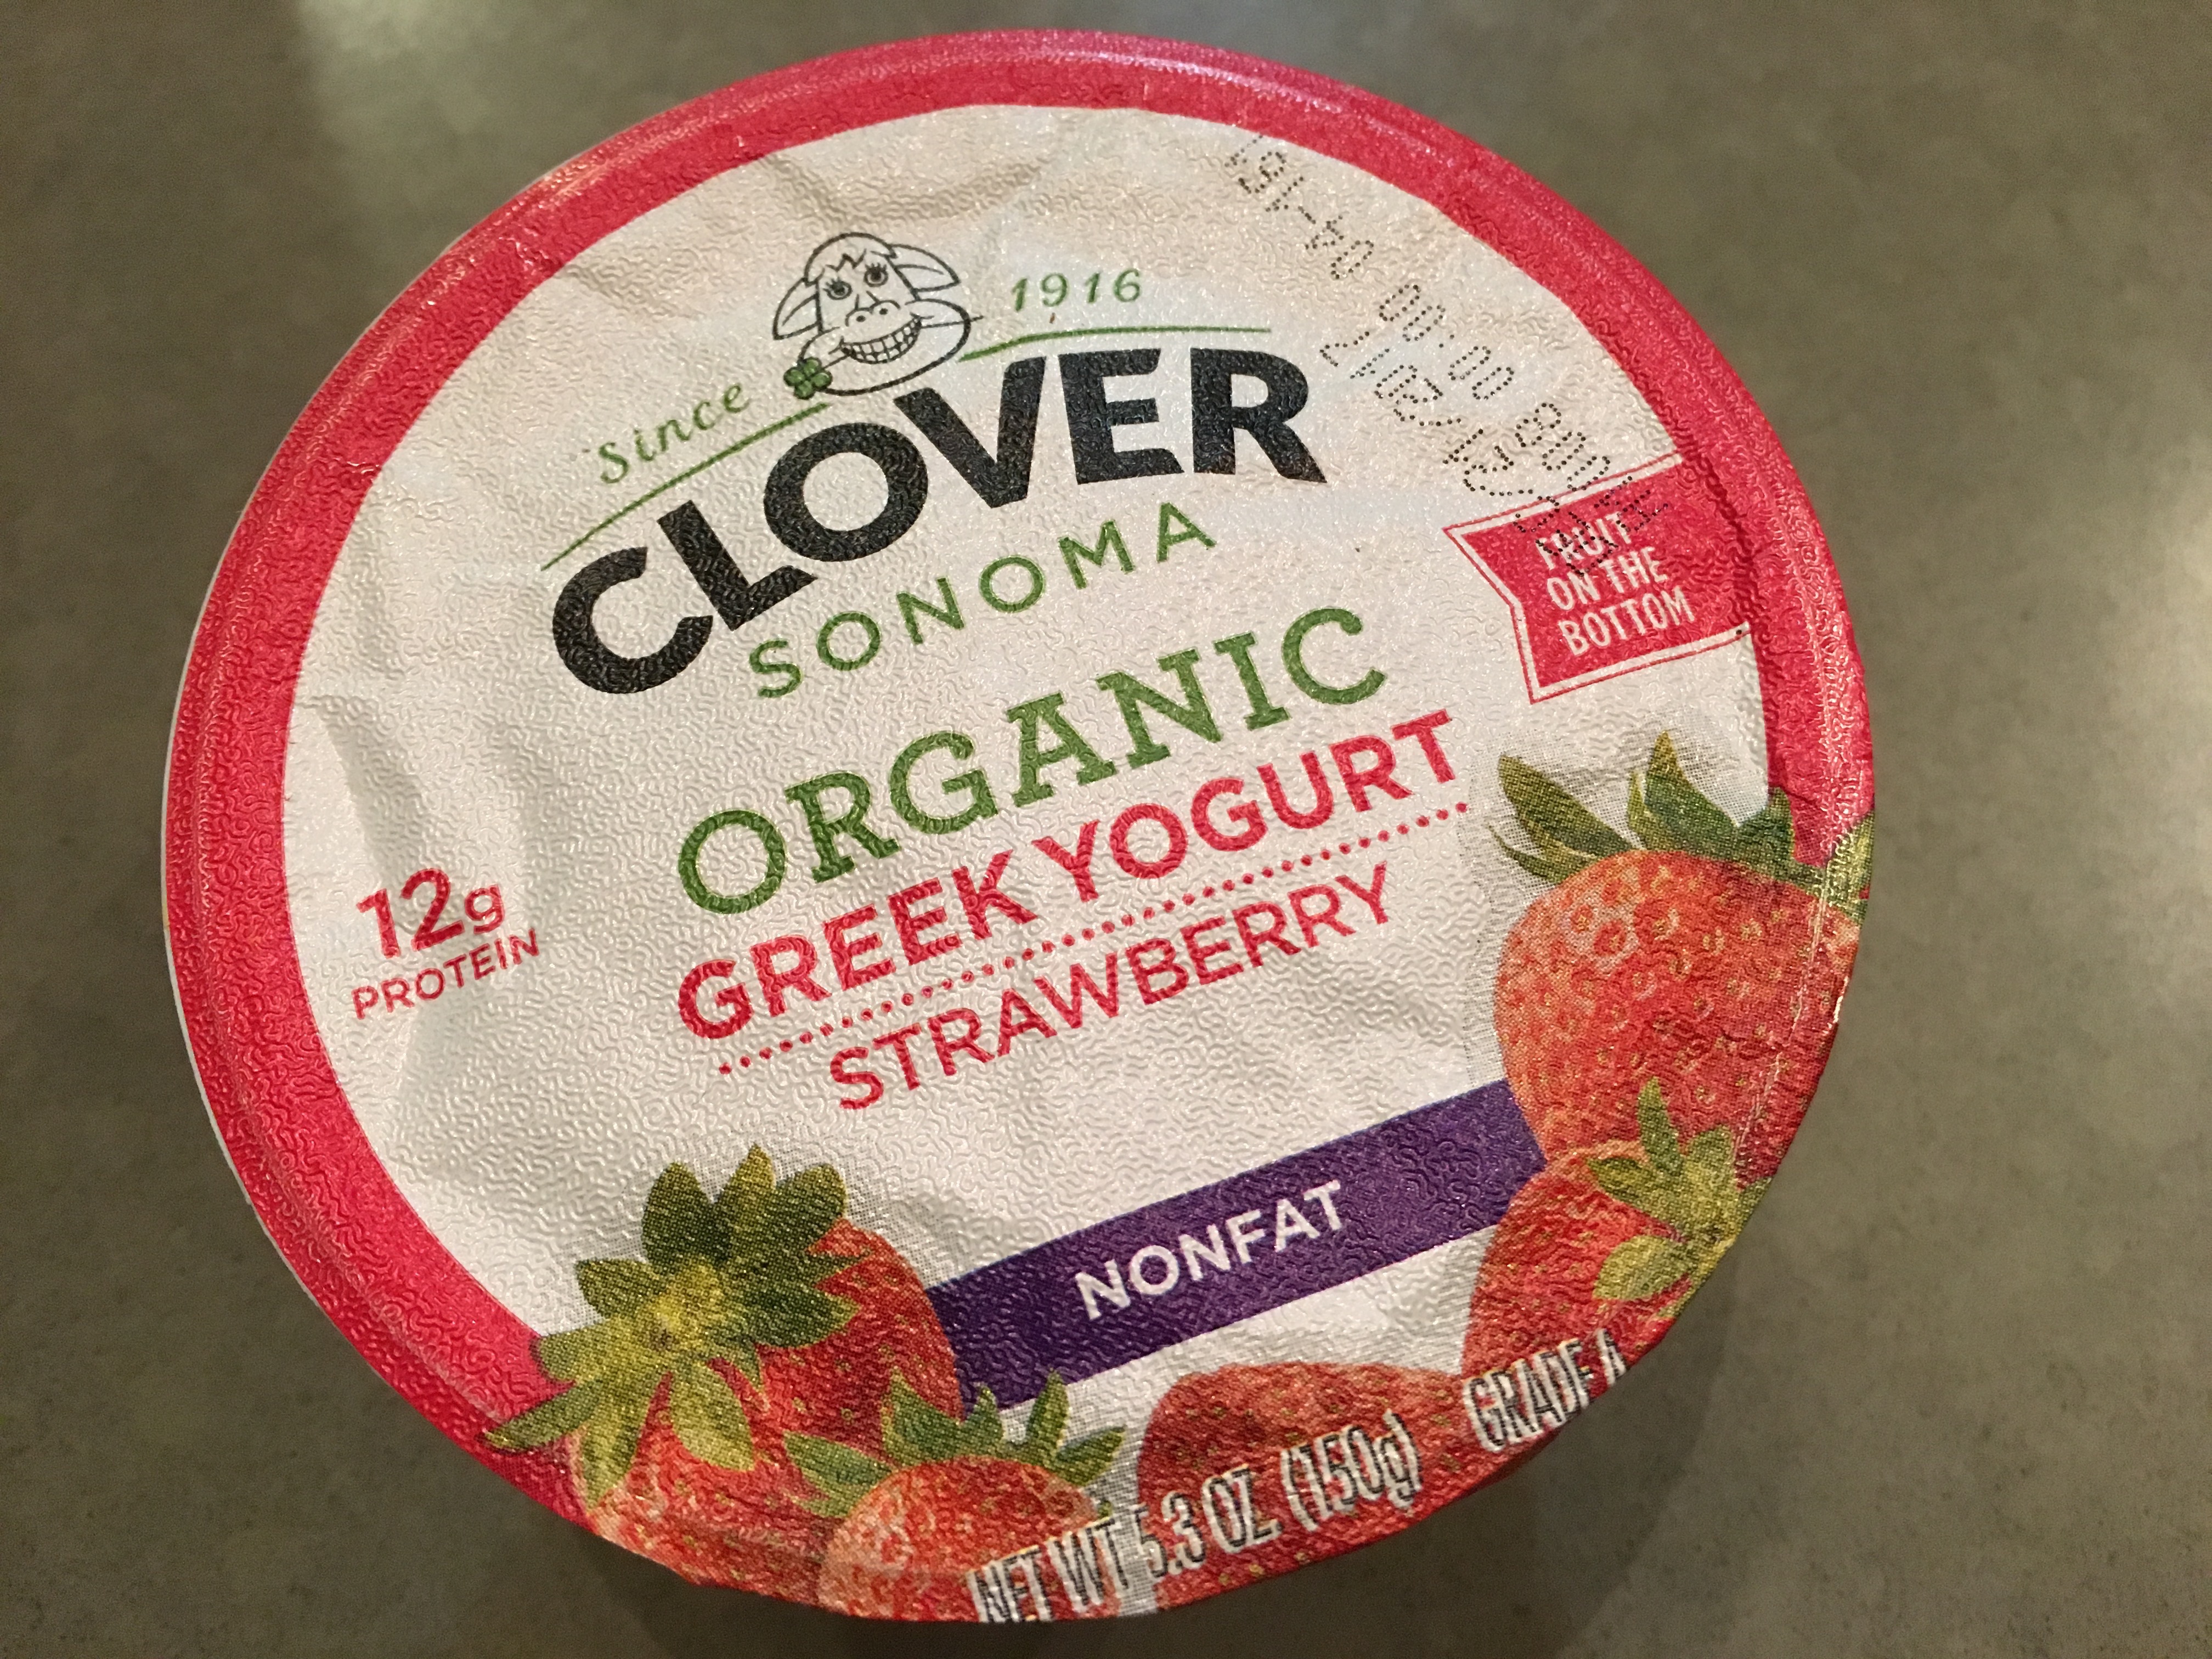 Since 1916
CLOVER
SONOMA
ORGANIC
GREEK YOGURT
STRAWBERRY
NONFAT
12g
PROTEIN
FRUIT
ON THE
BOTTOM
NET WT 5.3 OZ (150g) GRADE A